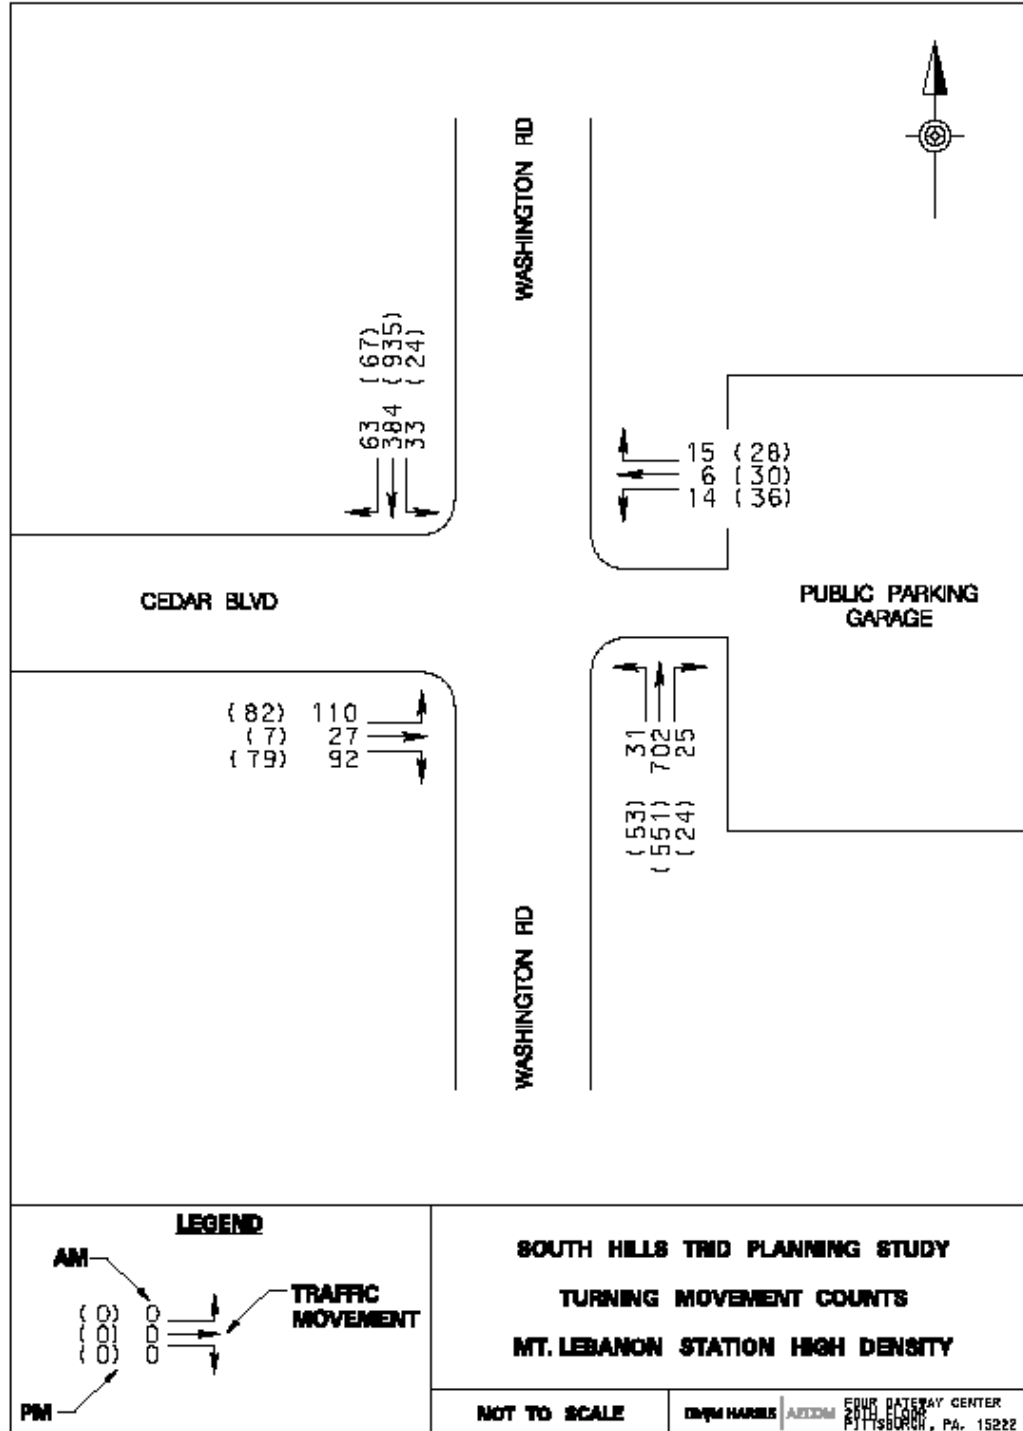 WASHINGTON RD
63 (67)
384 (935)
33 (24)
15 (28)
6 (30)
14 (36)
CEDAR BLVD
PUBLIC PARKING
GARAGE
(82) 110
(7) 27
(79) 92
(53) 31
(551) 702
(24) 25
WASHINGTON RD
LEGEND
AM
(0) 0
(0) 0
(0) 0
TRAFFIC
MOVEMENT
PM
SOUTH HILLS TRID PLANNING STUDY
TURNING MOVEMENT COUNTS
MT. LEBANON STATION HIGH DENSITY
NOT TO SCALE
DMJM HARRIS AECOM
FOUR GATEWAY CENTER
20TH FLOOR
PITTSBURGH, PA. 15222